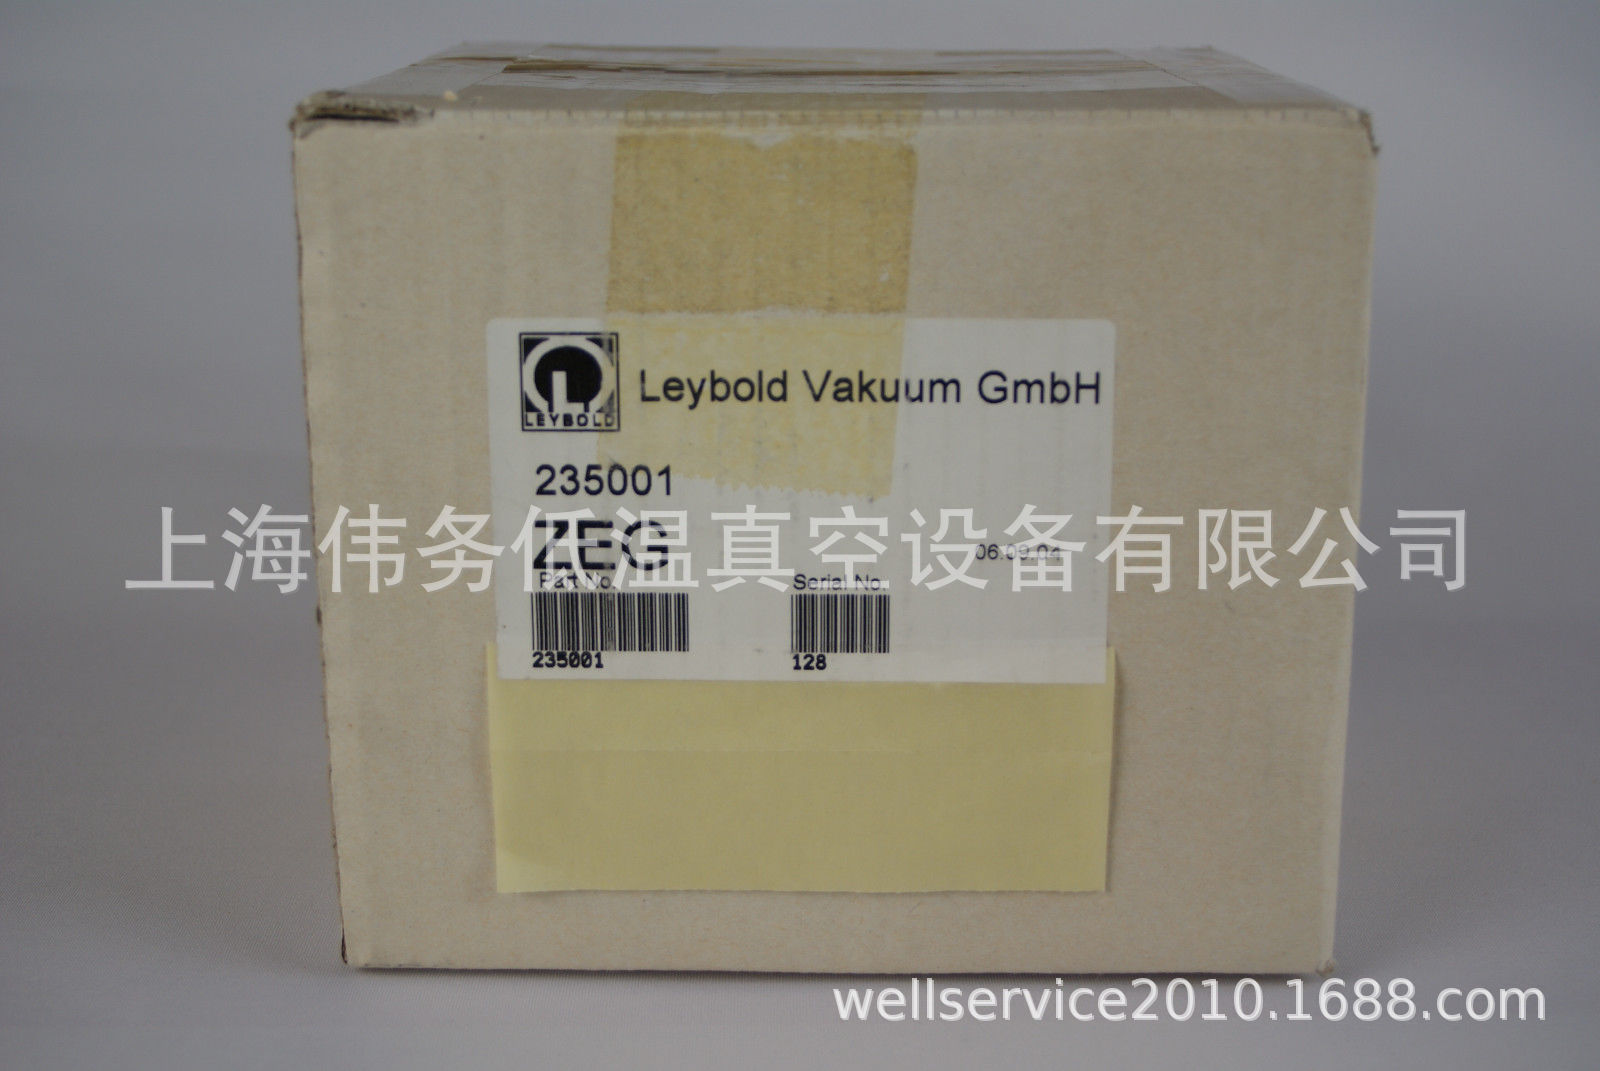 LEYBOLD
Leybold Vakuum GmbH
235001
上海伟务低温真空设备有限公司
ZEG
06.09.04
Part No.
Serial No.
235001
128
wellservice2010.1688.com